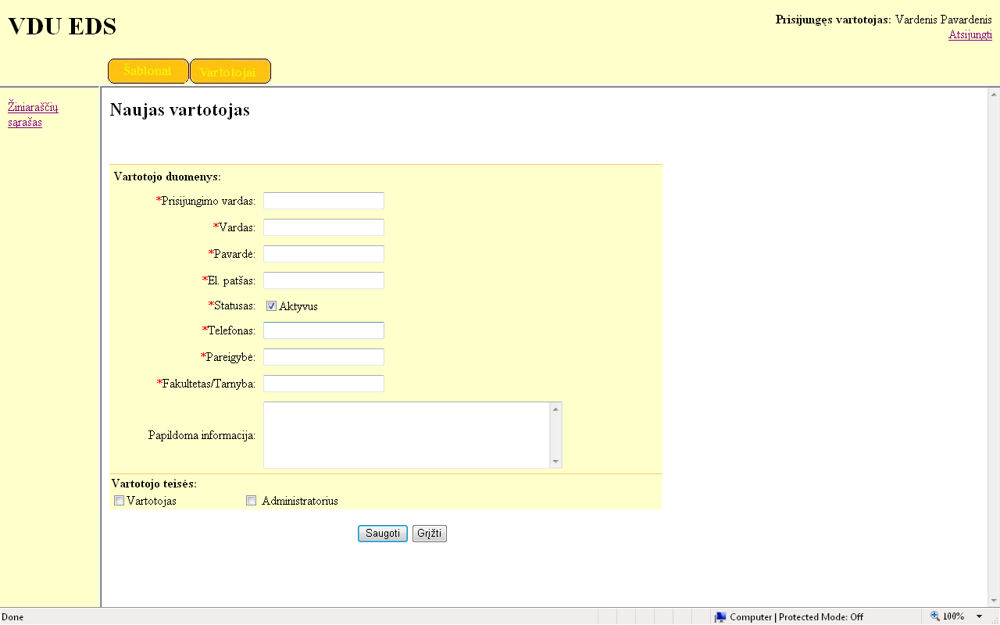 VDU EDS
Prisijungęs vartotojas: Vardenis Pavardenis
Atsijungti
Šablonai Vartotojai
Žiniaraščių
sąrašas
Naujas vartotojas
Vartotojo duomenys:
*Prisijungimo vardas:
*Vardas:
*Pavardė:
*El. patšas:
*Statusas: Aktyvus
*Telefonas:
*Pareigybė:
*Fakultetas/Tarnyba:
Papildoma informacija:
Vartotojo teisės:
Vartotojas Administratorius
Saugoti Grįžti
Done Computer | Protected Mode: Off 100%